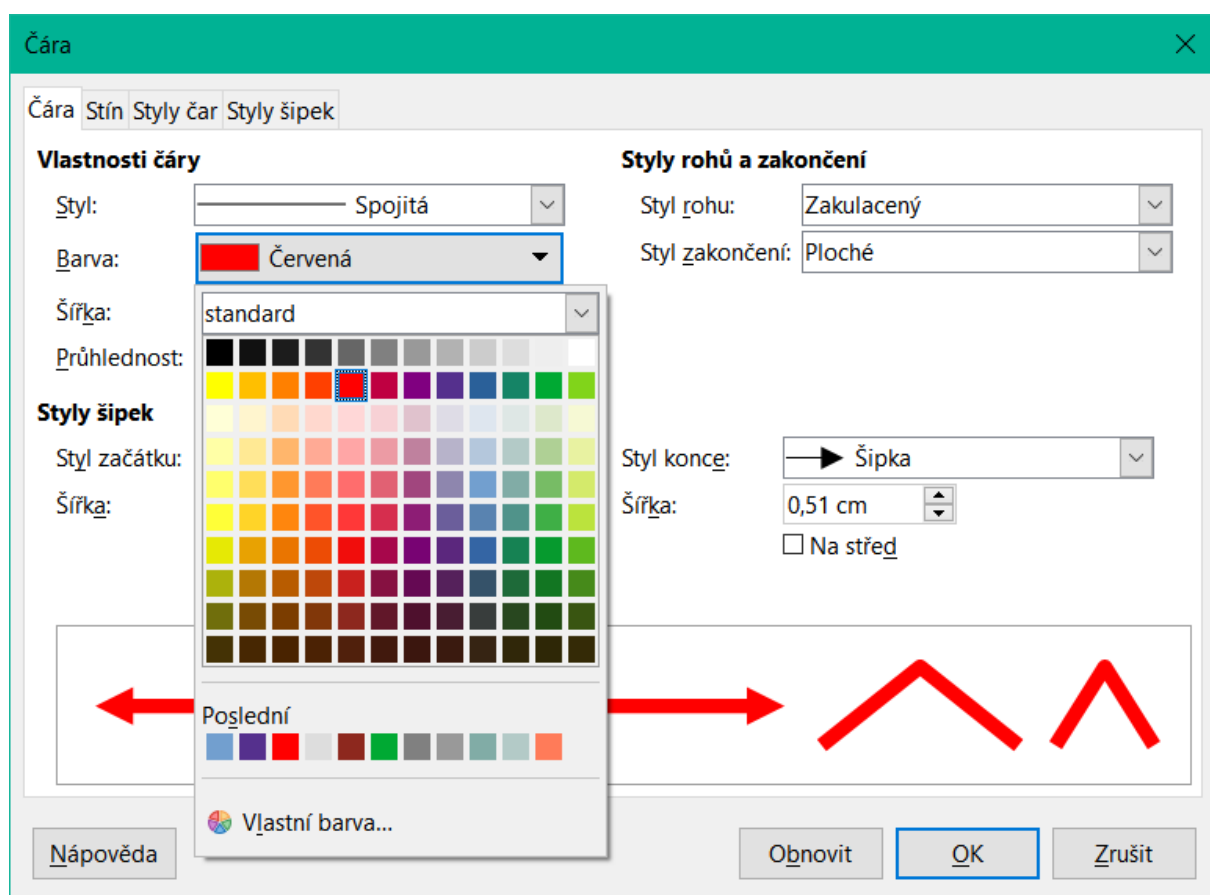 Čára
Čára Stín Styly čar Styly šipek
Vlastnosti čáry
Styl: Spojitá
Barva: Červená
Šířka:
standard
Průhlednost:
Styly šipek
Styl začátku:
Šířka:
Poslední
Vlastní barva...
Styly rohů a zakončení
Styl rohu: Zakulacený
Styl zakončení: Ploché
Styl konce: Šipka
Šířka: 0,51 cm
Na střed
Nápověda Obnovit OK Zrušit